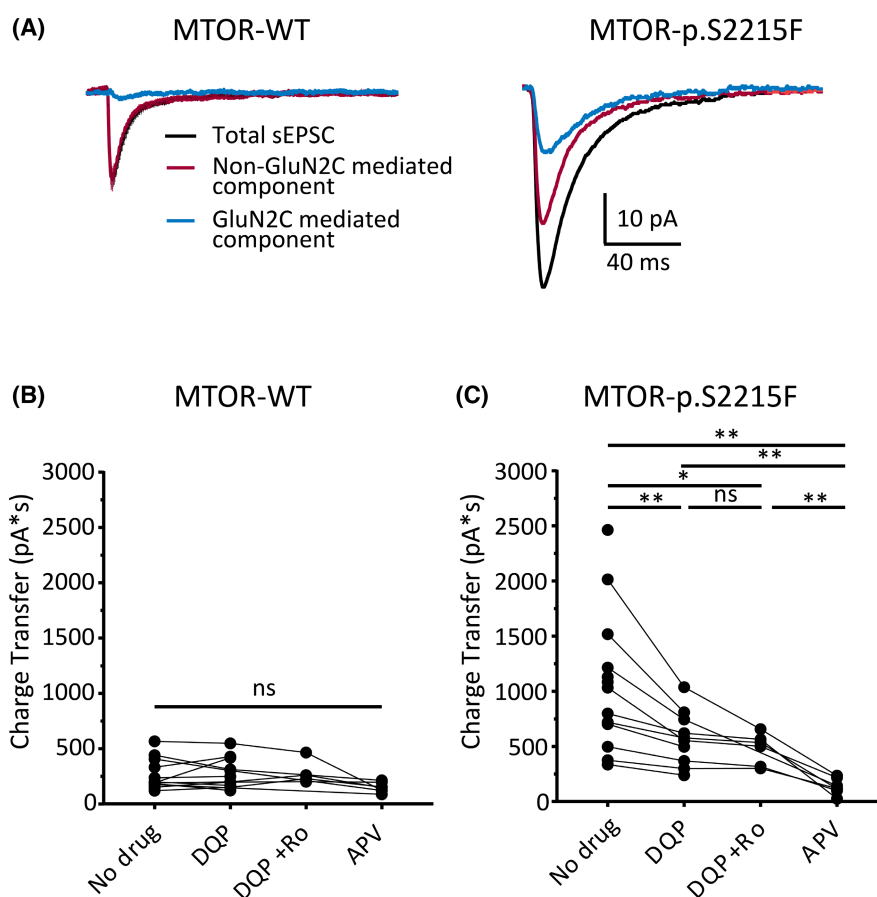 (A)
MTOR-WT
MTOR-p.S2215F
Total sEPSC
Non-GluN2C mediated
component
GluN2C mediated
component
10 pA
40 ms
(B)
MTOR-WT
Charge Transfer (pA*s)
3000
2500
2000
1500
1000
500
0
ns
No drug
DQP
DQP +Ro
APV
(C)
MTOR-p.S2215F
**
**
*
**
ns
**
Charge Transfer (pA*s)
3000
2500
2000
1500
1000
500
0
No drug
DQP
DQP +Ro
APV